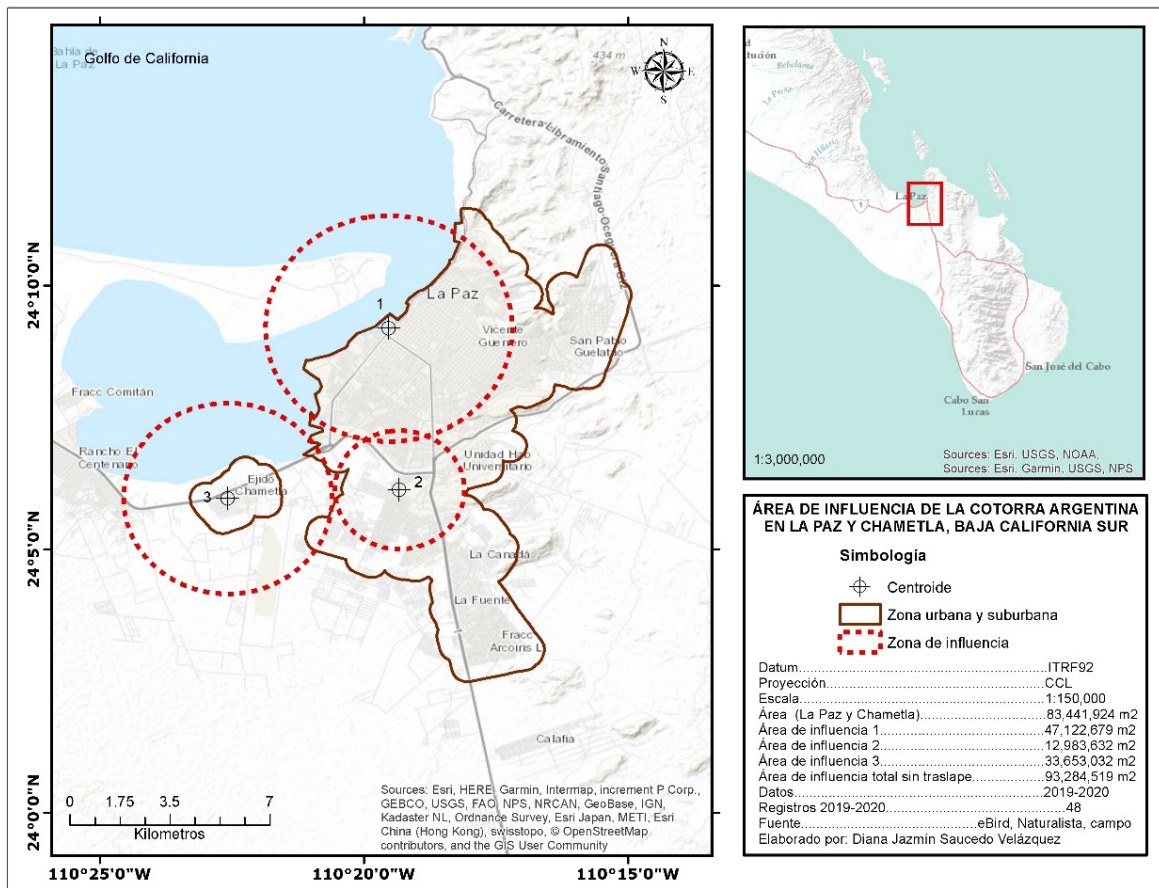 Bahía de
La Paz
Golfo de California
434 m
N
W
E
S
Carretera Libramiento
Santiago Oceguera Glz
24°10'0"N
24°5'0"N
24°0'0"N
1
La Paz
Vicente
Guerrero
San Pablo
Guelatao
Fracc Comitán
Rancho El
Centenario
Ejido
Chametla
3
2
Unidad Hab
Universitario
La Canada
La Fuente
Fracc
Arcoiris I
Calafia
0 1.75 3.5 7
Kilometros
Sources: Esri, HERE, Garmin, Intermap, increment P Corp.,
GEBCO, USGS, FAO, NPS, NRCAN, GeoBase, IGN,
Kadaster NL, Ordnance Survey, Esri Japan, METI, Esri
China (Hong Kong), swisstopo, © OpenStreetMap
contributors, and the GIS User Community
110°25'0"W
110°20'0"W
110°15'0"W
San Hilario
La Paz
1
San José del Cabo
Cabo San
Lucas
1:3,000,000
Sources: Esri, USGS, NOAA,
Sources: Esri, Garmin, USGS, NPS
ÁREA DE INFLUENCIA DE LA COTORRA ARGENTINA
EN LA PAZ Y CHAMETLA, BAJA CALIFORNIA SUR
Simbología
Centroide
Zona urbana y suburbana
Zona de influencia
Datum.....ITRF92
Proyección.....CCL
Escala.....1:150,000
Área (La Paz y Chametla).....83,441,924 m2
Área de influencia 1.....47,122,679 m2
Área de influencia 2.....12,983,632 m2
Área de influencia 3.....33,653,032 m2
Área de influencia total sin traslape.....93,284,519 m2
Datos.....2019-2020
Registros 2019-2020.....48
Fuente.....eBird, Naturalista, campo
Elaborado por: Diana Jazmín Saucedo Velázquez